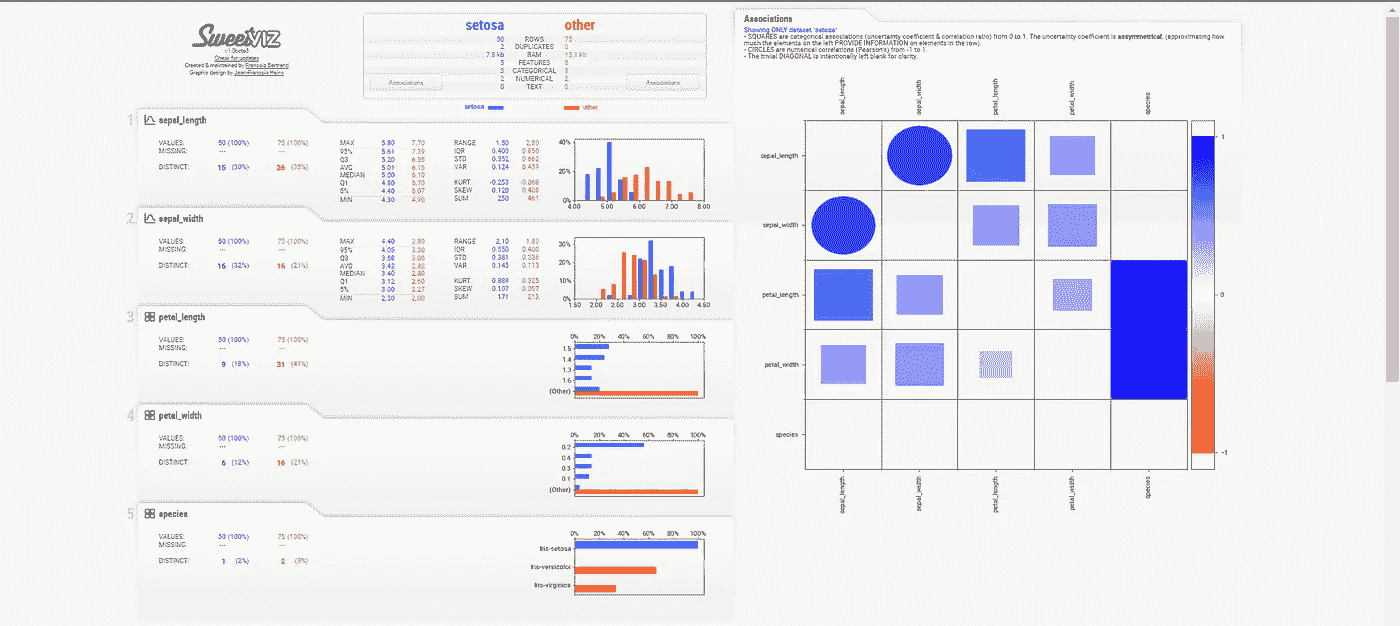 SweetVIZ
v1.0beta3
Check for updates
Created & maintained by Francois Bertrand
Graphic design by Jean-Francois Hains
setosa other
50 ROWS 75
2 DUPLICATES 0
7.8 kb RAM
5 FEATURES 5
3 CATEGORICAL 3
2 NUMERICAL 2
0 TEXT 0
Associations Associations
setosa other
1 sepal_length
VALUES: 50 (100%) 75 (100%)
MISSING: --- ---
DISTINCT: 15 (30%) 26 (35%)
MAX 5.80 7.70
95% 5.61 7.30
Q3 5.20 6.55
AVG 5.01 6.15
MEDIAN 5.00 6.10
Q1 4.80 5.70
5% 4.40 5.07
MIN 4.30 4.90
RANGE 1.50 2.80
IQR 0.400 0.850
STD 0.352 0.662
VAR 0.124 0.439
KURT. -0.253 -0.068
SKEW 0.120 0.408
SUM 250 461
40%
20%
0%
4.00 5.00 6.00 7.00 8.00
2 sepal_width
VALUES: 50 (100%) 75 (100%)
MISSING: --- ---
DISTINCT: 16 (32%) 16 (21%)
MAX 4.40 3.80
95% 4.05 3.30
Q3 3.68 3.00
AVG 3.42 2.82
MEDIAN 3.40 2.80
Q1 3.12 2.60
5% 3.00 2.27
MIN 2.30 2.00
RANGE 2.10 1.80
IQR 0.550 0.400
STD 0.381 0.336
VAR 0.145 0.113
KURT. 0.889 0.325
SKEW 0.107 0.057
SUM 171 212
30%
20%
10%
0%
1.50 2.00 2.50 3.00 3.50 4.00 4.50
3 petal_length
VALUES: 50 (100%) 75 (100%)
MISSING: --- ---
DISTINCT: 9 (18%) 31 (41%)
0% 20% 40% 60% 80% 100%
1.5
1.4
1.3
1.6
(Other)
4 petal_width
VALUES: 50 (100%) 75 (100%)
MISSING: --- ---
DISTINCT: 6 (12%) 16 (21%)
0% 20% 40% 60% 80% 100%
0.2
0.4
0.3
0.1
(Other)
5 species
VALUES: 50 (100%) 75 (100%)
MISSING: --- ---
DISTINCT: 1 (2%) 2 (3%)
0% 20% 40% 60% 80% 100%
Iris-setosa
Iris-versicolor
Iris-virginica
Associations
Showing ONLY dataset 'setosa'
• SQUARES are categorical associations (uncertainty coefficient & correlation ratio) from 0 to 1. The uncertainty coefficient is assymmetrical, (approximating how
much the elements on the left PROVIDE INFORMATION on elements in the row).
• CIRCLES are numerical correlations (Pearson's) from -1 to 1.
• The trivial DIAGONAL is intentionally left blank for clarity.
sepal_length sepal_width petal_length petal_width species
sepal_length
sepal_width
petal_length
petal_width
species
sepal_length sepal_width petal_length petal_width species
1
0
-1